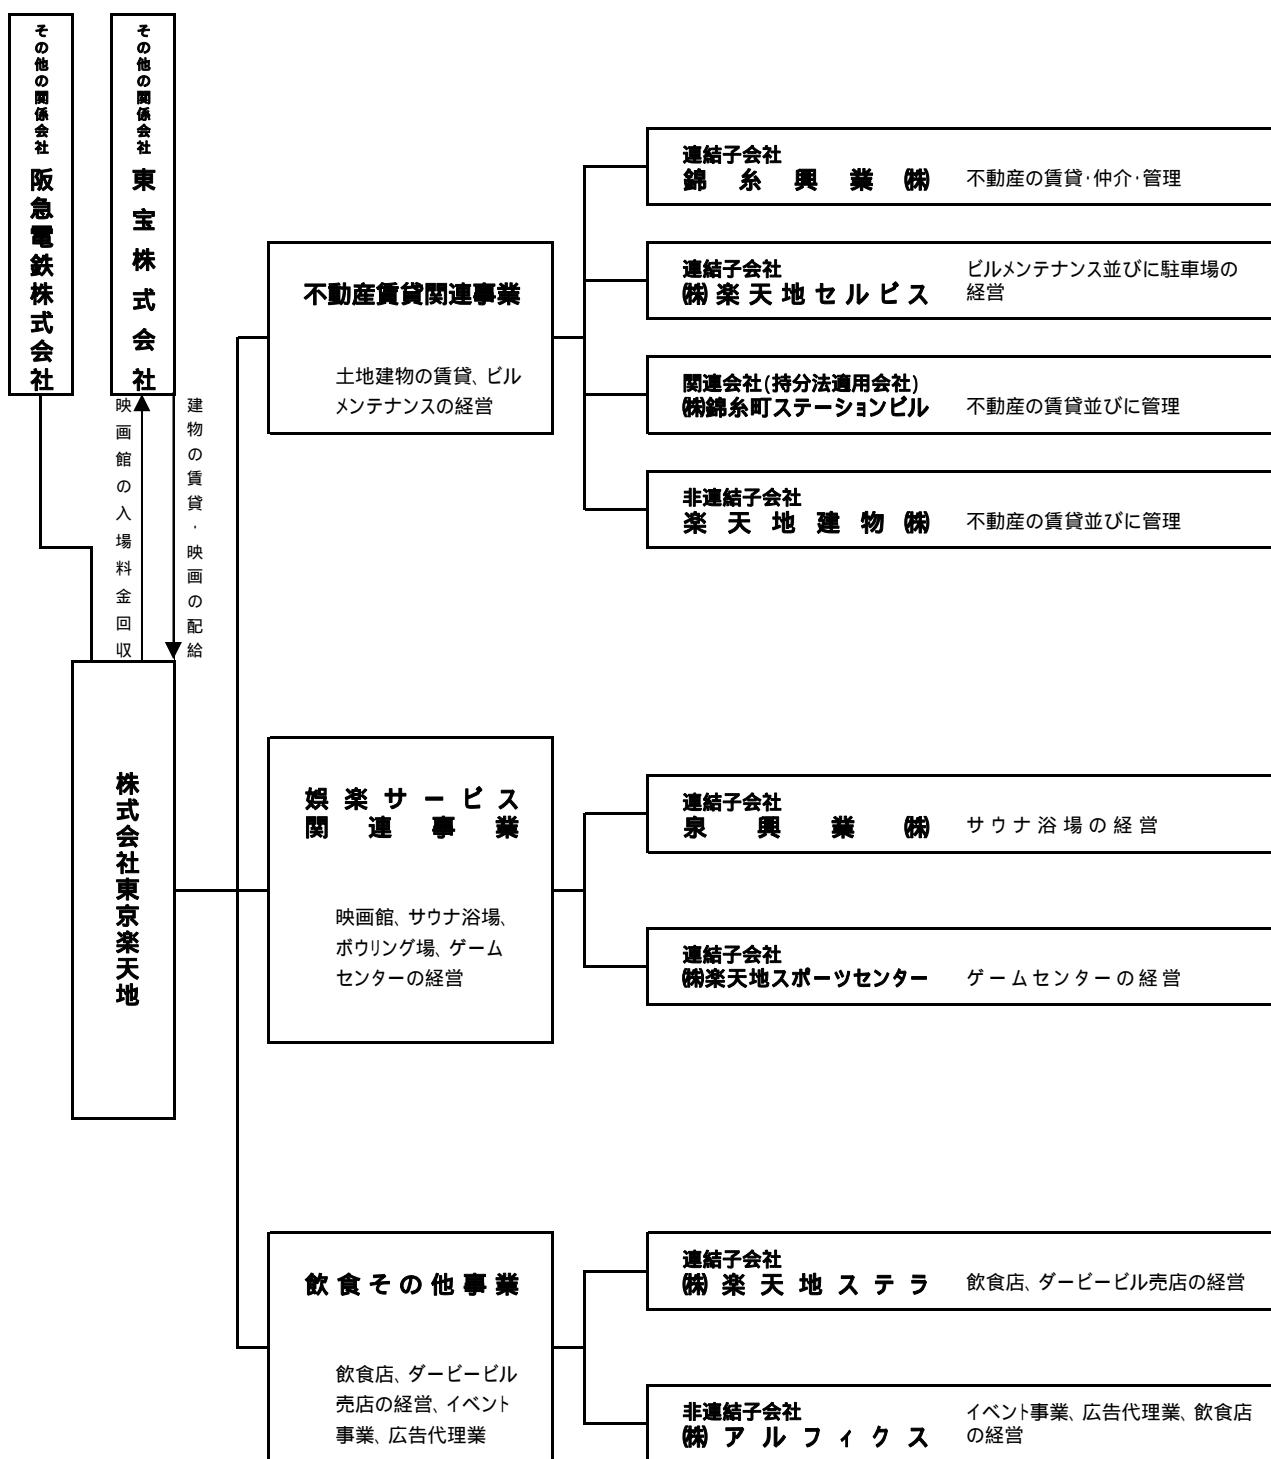 その他の関係会社 阪急電鉄株式会社
その他の関係会社 東宝株式会社
映画館の入場料金回収
建物の賃貸・映画の配給
株式会社東京楽天地
不動産賃貸関連事業
土地建物の賃貸、ビル
メンテナンスの経営
連結子会社
錦糸興業㈱
不動産の賃貸・仲介・管理
連結子会社
㈱楽天地セルビス
ビルメンテナンス並びに駐車場の
経営
関連会社(持分法適用会社)
㈱錦糸町ステーションビル
不動産の賃貸並びに管理
非連結子会社
楽天地建物㈱
不動産の賃貸並びに管理
娯楽サービス
関連事業
映画館、サウナ浴場、
ボウリング場、ゲーム
センターの経営
連結子会社
泉興業㈱
サウナ浴場の経営
連結子会社
㈱楽天地スポーツセンター
ゲームセンターの経営
飲食その他事業
飲食店、ダービービル
売店の経営、イベント
事業、広告代理業
連結子会社
㈱楽天地ステラ
飲食店、ダービービル売店の経営
非連結子会社
㈱アルフィクス
イベント事業、広告代理業、飲食店
の経営